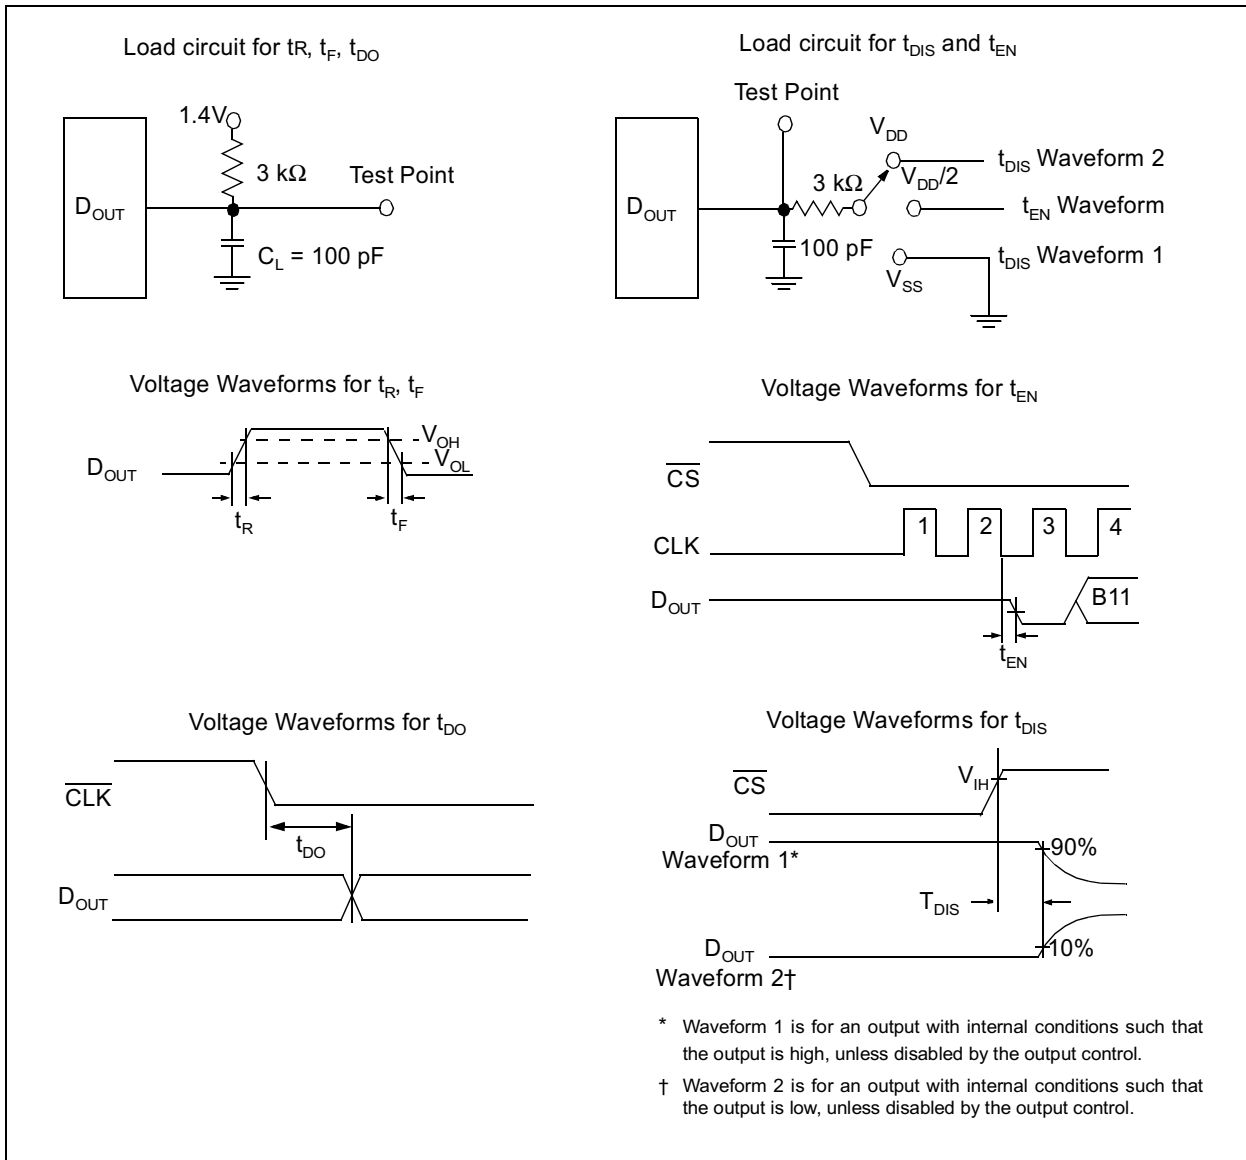 Load circuit for tR, tF, tDO
1.4V
3 kΩ
Test Point
DOUT
CL = 100 pF
Load circuit for tDIS and tEN
Test Point
VDD
tDIS Waveform 2
VDD/2
3 kΩ
DOUT
tEN Waveform
100 pF
tDIS Waveform 1
VSS
Voltage Waveforms for tR, tF
VOH
VOL
DOUT
tR
tF
Voltage Waveforms for tEN
CS
1 2 3 4
CLK
DOUT
B11
tEN
Voltage Waveforms for tDO
CLK
tDO
DOUT
Voltage Waveforms for tDIS
VIH
CS
DOUT
Waveform 1*
90%
TDIS
DOUT
10%
Waveform 2†
* Waveform 1 is for an output with internal conditions such that
the output is high, unless disabled by the output control.
† Waveform 2 is for an output with internal conditions such that
the output is low, unless disabled by the output control.